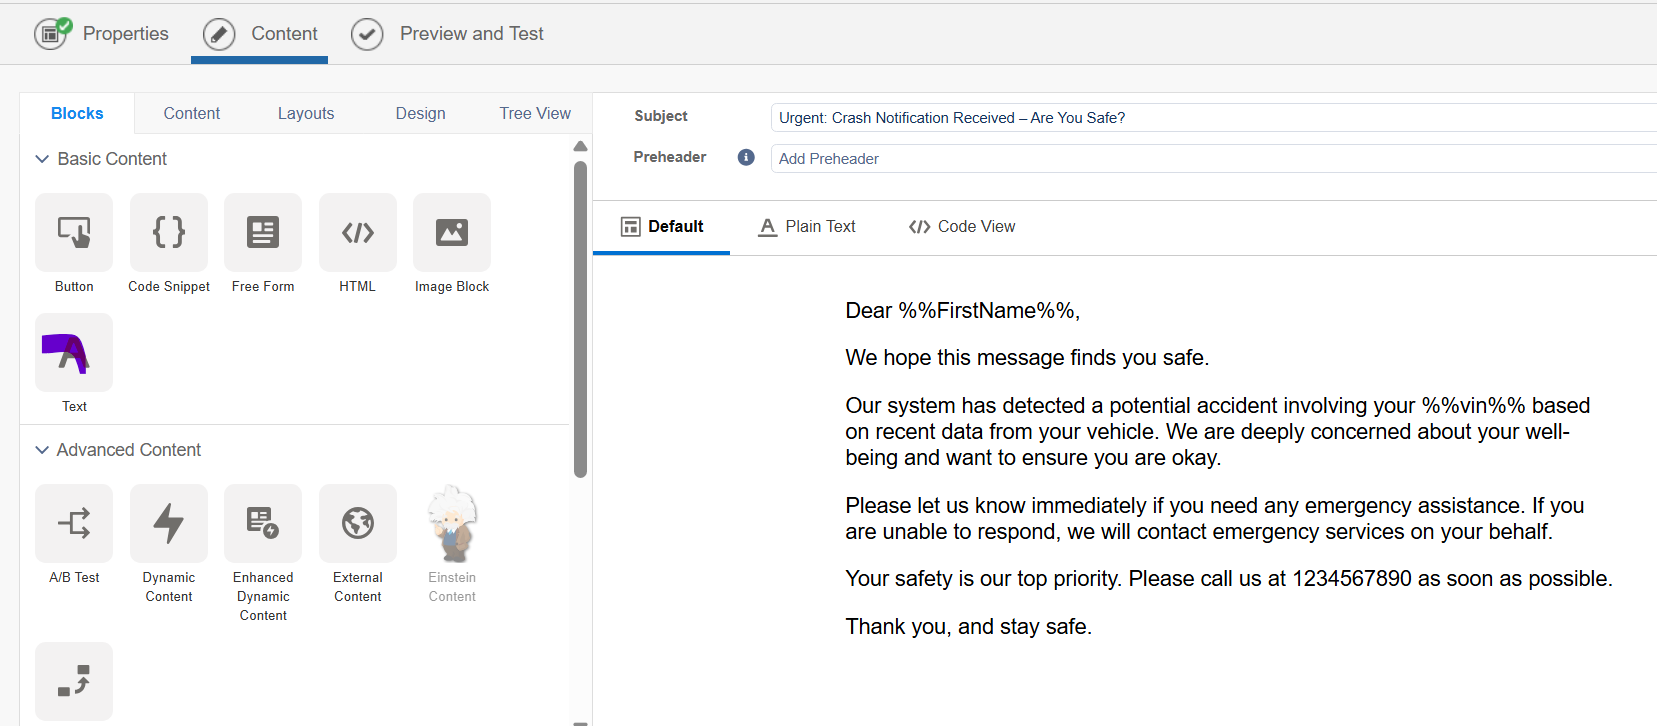 Properties
Content
Preview and Test
Blocks
Content
Layouts
Design
Tree View
Subject
Urgent: Crash Notification Received – Are You Safe?
Preheader
Add Preheader
Basic Content
Button
Code Snippet
Free Form
HTML
Image Block
Text
Advanced Content
A/B Test
Dynamic
Content
Enhanced
Dynamic
Content
External
Content
Einstein
Content
Default
Plain Text
Code View
Dear %%FirstName%%,
We hope this message finds you safe.
Our system has detected a potential accident involving your %%vin%% based
on recent data from your vehicle. We are deeply concerned about your well-
being and want to ensure you are okay.
Please let us know immediately if you need any emergency assistance. If you
are unable to respond, we will contact emergency services on your behalf.
Your safety is our top priority. Please call us at 1234567890 as soon as possible.
Thank you, and stay safe.